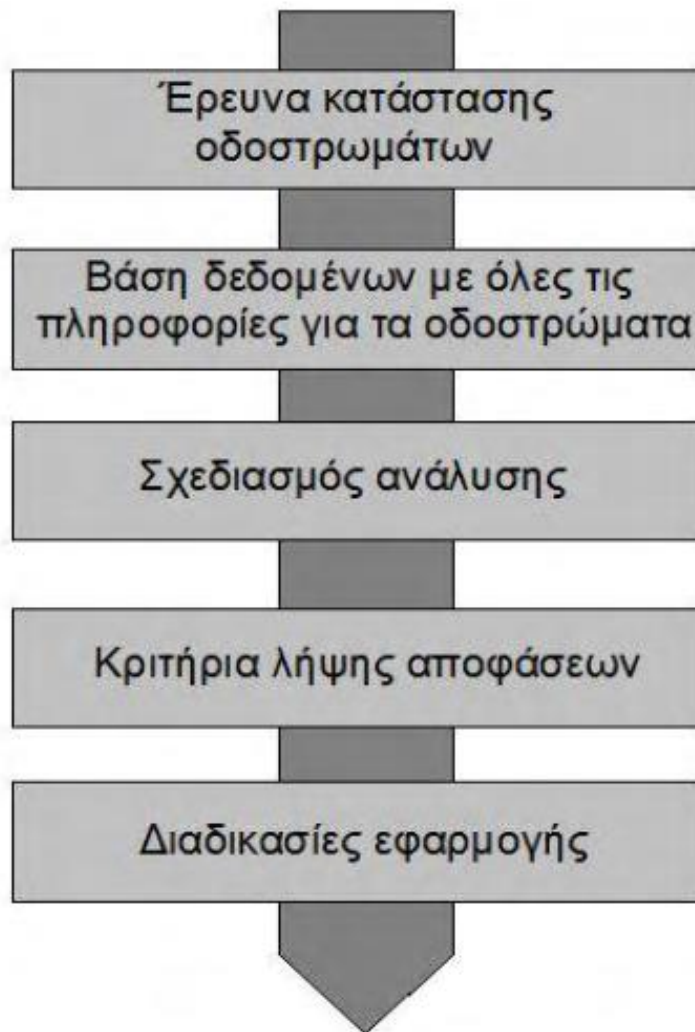 Έρευνα κατάστασης
οδοστρωμάτων
Βάση δεδομένων με όλες τις
πληροφορίες για τα οδοστρώματα
Σχεδιασμός ανάλυσης
Κριτήρια λήψης αποφάσεων
Διαδικασίες εφαρμογής